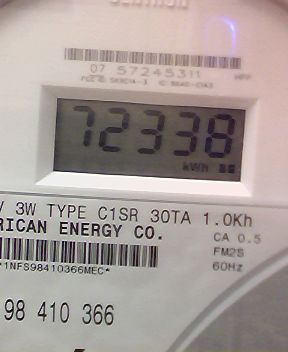 CENTRON
07 57245311
72338
kWh
V 3W TYPE C1SR 30TA 1.0Kh
RICAN ENERGY CO.
CA 0.5
FM2S
60Hz
*1NFS98410366MEC*
98 410 366